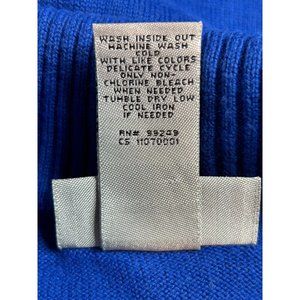 WASH INSIDE OUT
MACHINE WASH
COLD
WITH LIKE COLORS
DELICATE CYCLE
ONLY NON-
CHLORINE BLEACH
WHEN NEEDED
TUMBLE DRY LOW
COOL IRON
IF NEEDED
RN# 99249
CS 11070001